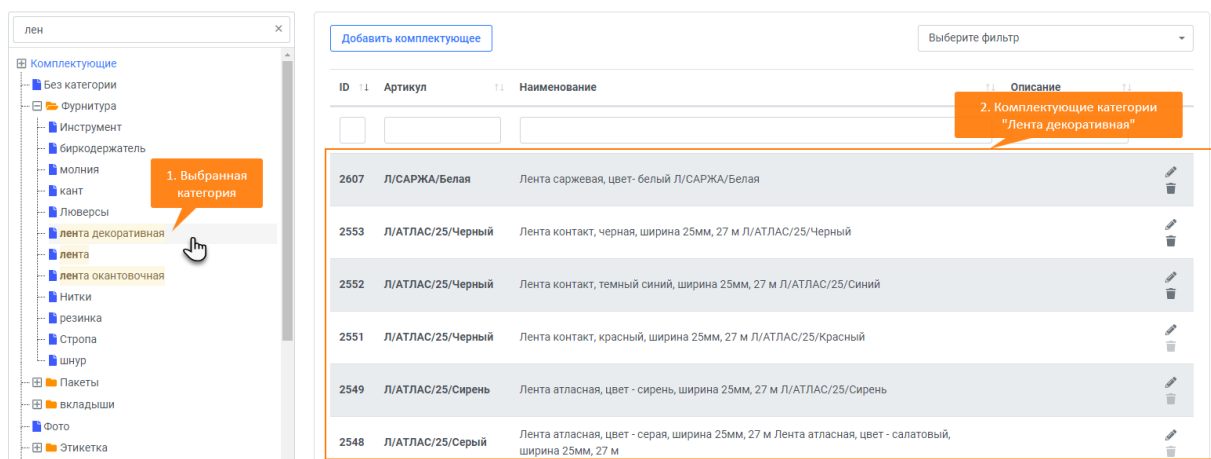 лен
Комплектующие
Без категории
Фурнитура
Инструмент
биркодержатель
молния
кант
Люверсы
лента декоративная
лента
лента окантовочная
Нитки
резинка
Стропа
шнур
Пакеты
вкладыши
Фото
Этикетка
1. Выбранная
категория
Добавить комплектующее
Выберите фильтр
ID Артикул Наименование Описание
2. Комплектующие категории
"Лента декоративная"
2607 Л/САРЖА/Белая Лента саржевая, цвет- белый Л/САРЖА/Белая
2553 Л/АТЛАС/25/Черный Лента контакт, черная, ширина 25мм, 27 м Л/АТЛАС/25/Черный
2552 Л/АТЛАС/25/Черный Лента контакт, темный синий, ширина 25мм, 27 м Л/АТЛАС/25/Синий
2551 Л/АТЛАС/25/Черный Лента контакт, красный, ширина 25мм, 27 м Л/АТЛАС/25/Красный
2549 Л/АТЛАС/25/Сирень Лента атласная, цвет - сирень, ширина 25мм, 27 м Л/АТЛАС/25/Сирень
2548 Л/АТЛАС/25/Серый Лента атласная, цвет - серая, ширина 25мм, 27 м Лента атласная, цвет - салатовый,
ширина 25мм, 27 м